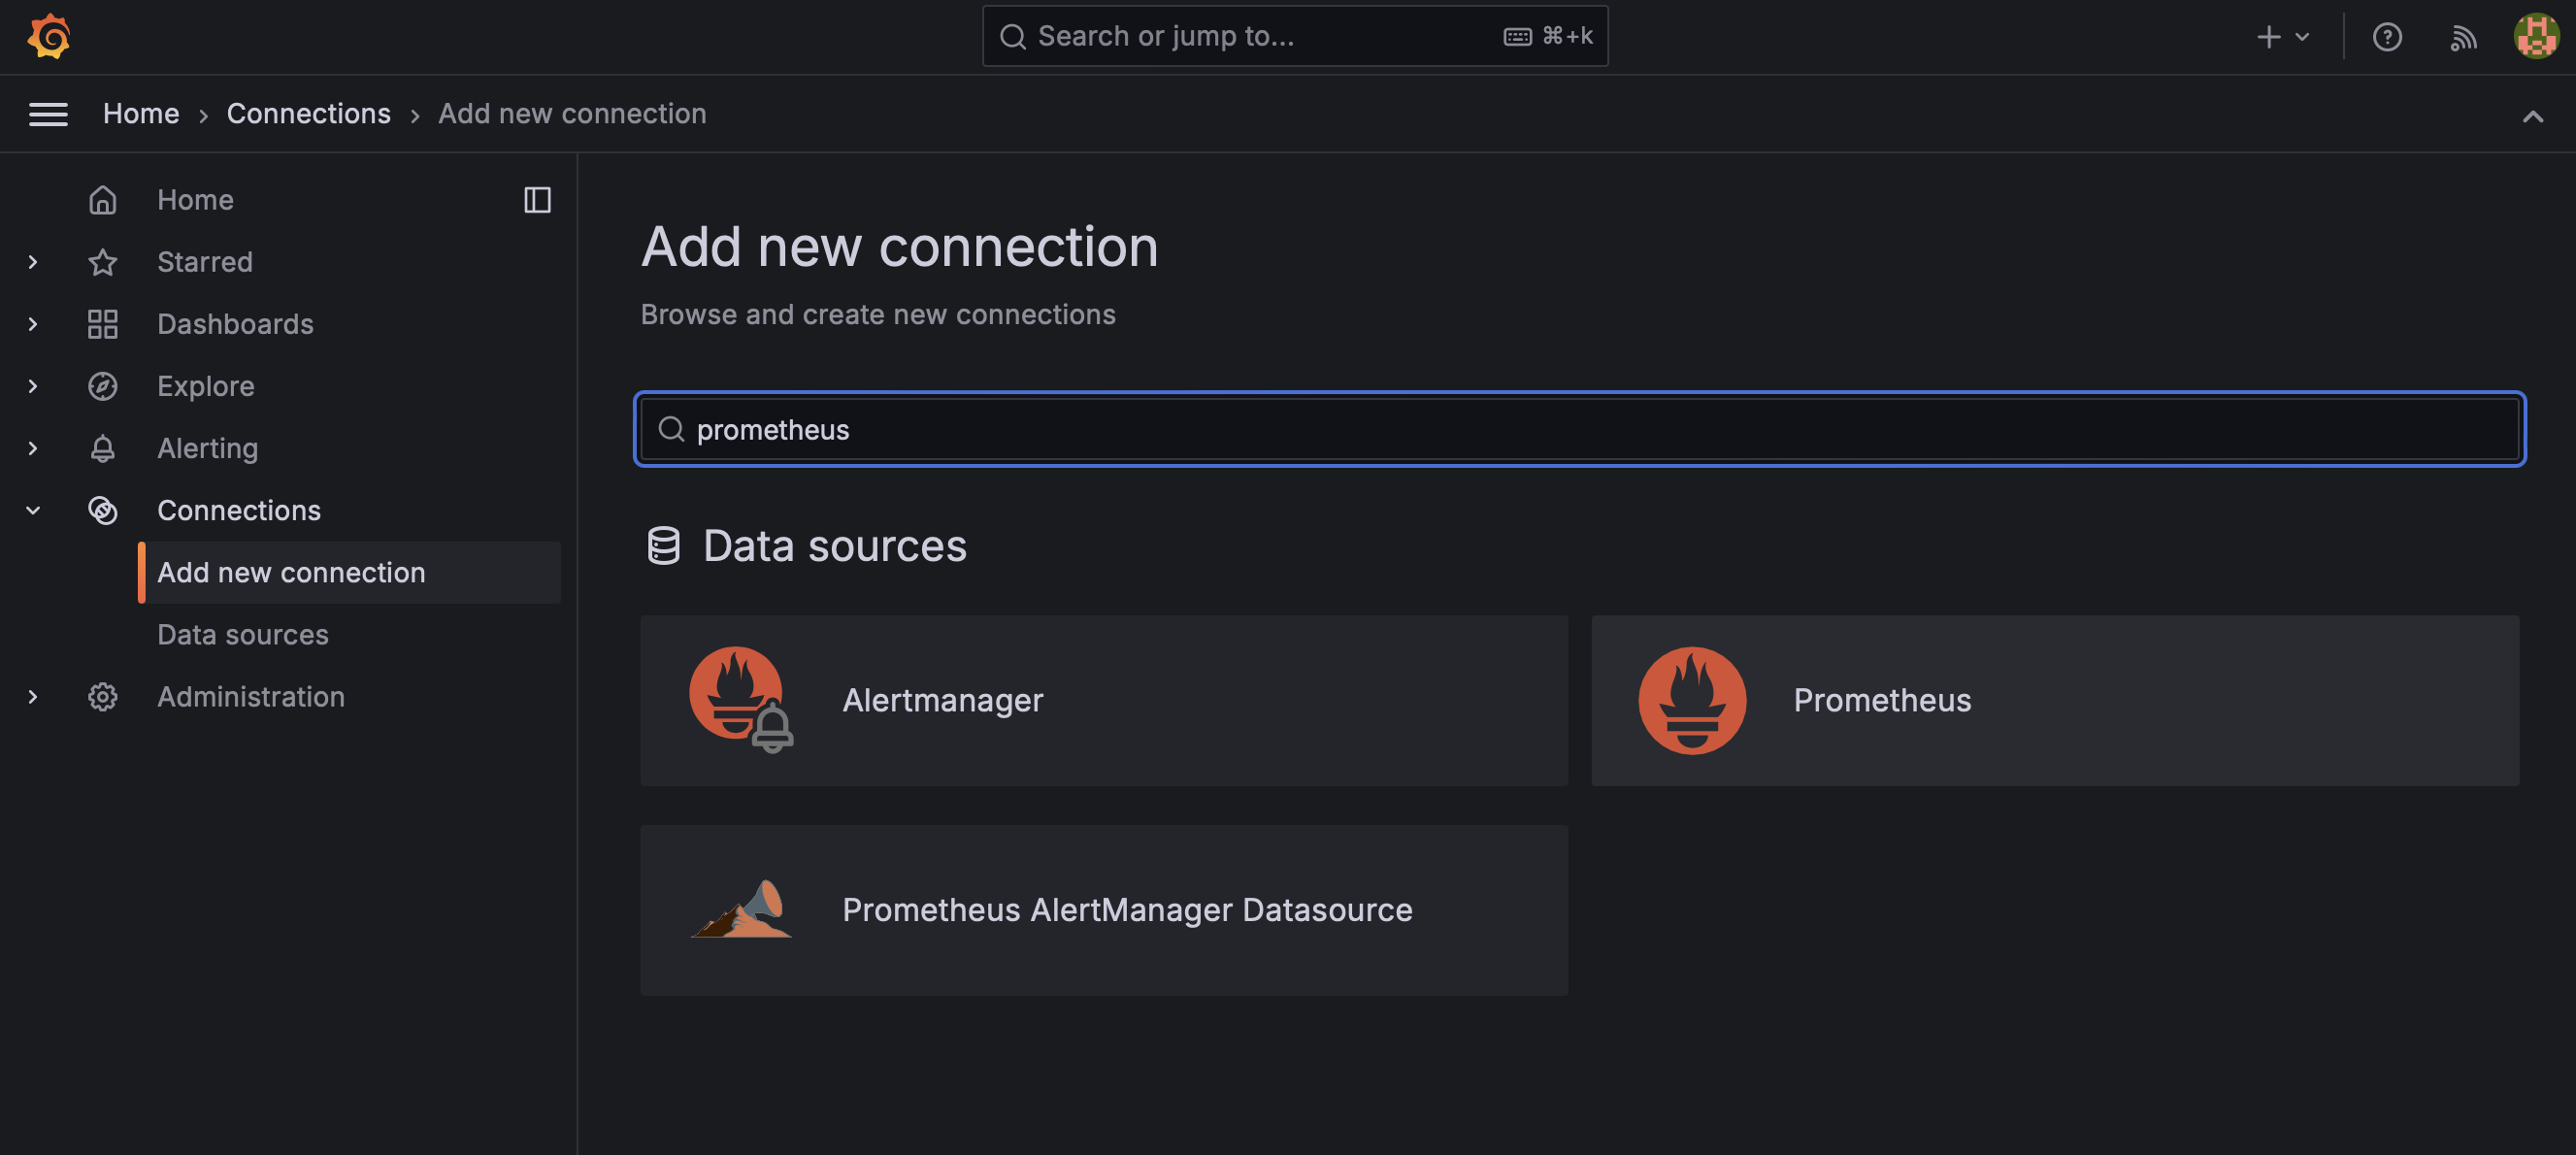 Search or jump to... ⌘+k
Home › Connections › Add new connection
Home
Starred
Dashboards
Explore
Alerting
Connections
Add new connection
Data sources
Administration
Add new connection
Browse and create new connections
prometheus
Data sources
Alertmanager
Prometheus
Prometheus AlertManager Datasource